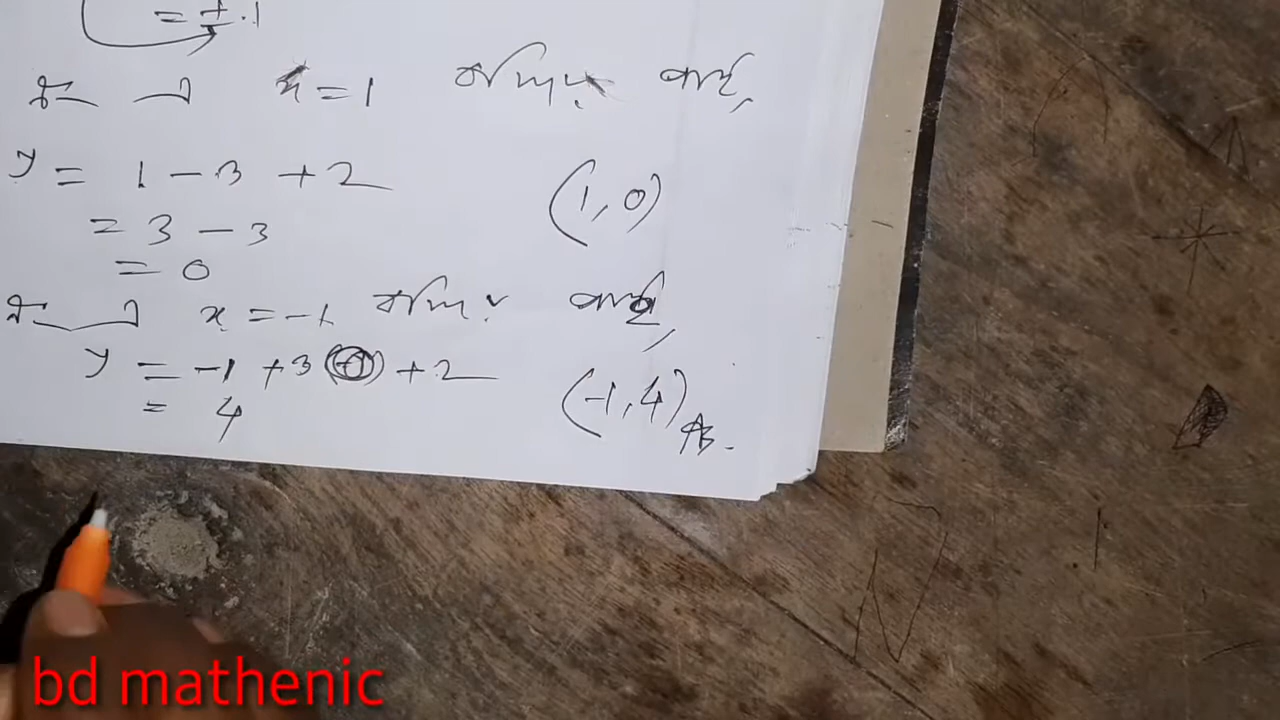 = ± 1
x = 1 বসিয়ে পাই,
y = 1 - 3 + 2
(1, 0)
= 3 - 3
= 0
x = -1 বসিয়ে পাই,
y = -1 + 3 + 2
= 4
(-1, 4)
bd mathenic